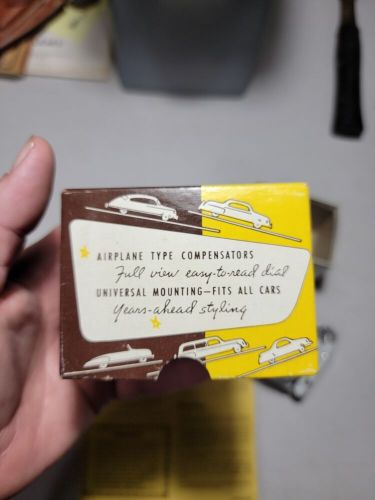 AIRPLANE TYPE COMPENSATORS
Full view easy-to-read dial
UNIVERSAL MOUNTING—FITS ALL CARS
Years-ahead styling